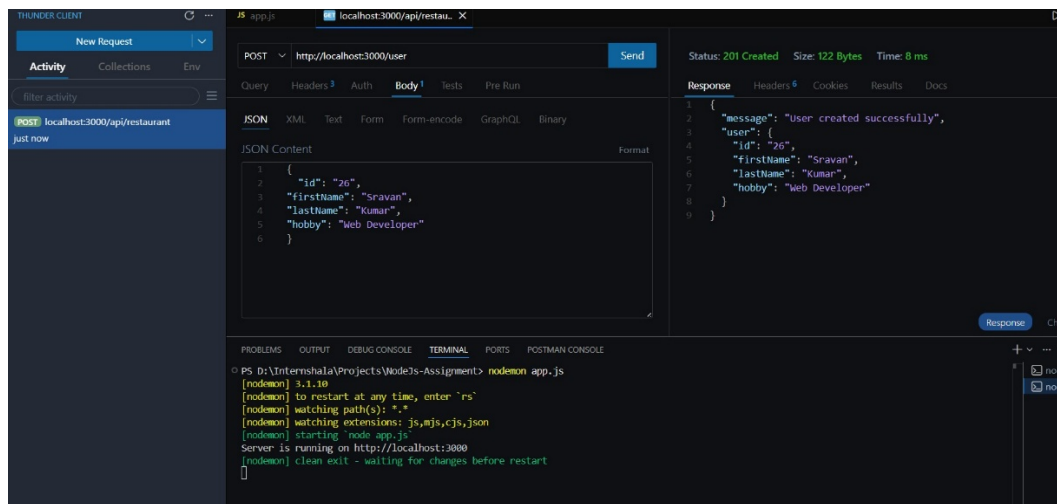 THUNDER CLIENT
New Request
Activity Collections Env
filter activity
POST localhost:3000/api/restaurant
just now
JS app.js
GET localhost:3000/api/restau.. X
POST http://localhost:3000/user Send
Query Headers 3 Auth Body 1 Tests Pre Run
JSON XML Text Form Form-encode GraphQL Binary
JSON Content Format
1 {
2 "id": "26",
3 "firstName": "Sravan",
4 "lastName": "Kumar",
5 "hobby": "Web Developer"
6 }
Status: 201 Created Size: 122 Bytes Time: 8 ms
Response Headers 6 Cookies Results Docs
1 {
2 "message": "User created successfully",
3 "user": {
4 "id": "26",
5 "firstName": "Sravan",
6 "lastName": "Kumar",
7 "hobby": "Web Developer"
8 }
9 }
Response Ch
PROBLEMS OUTPUT DEBUG CONSOLE TERMINAL PORTS POSTMAN CONSOLE
PS D:\Internshala\Projects\NodeJs-Assignment> nodemon app.js
[nodemon] 3.1.10
[nodemon] to restart at any time, enter `rs`
[nodemon] watching path(s): *.*
[nodemon] watching extensions: js,mjs,cjs,json
[nodemon] starting `node app.js`
Server is running on http://localhost:3000
[nodemon] clean exit - waiting for changes before restart
no
no